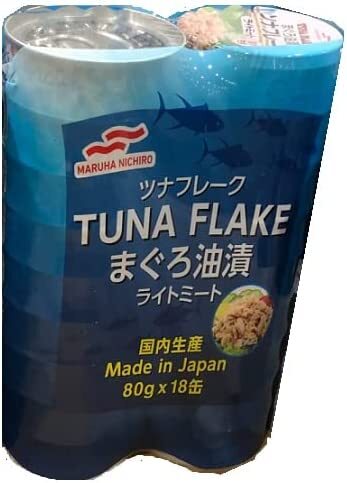 MARUHA NICHIRO
ツナフレーク
TUNA FLAKE
まぐろ油漬
ライトミート
国内生産
Made in Japan
80g x 18缶